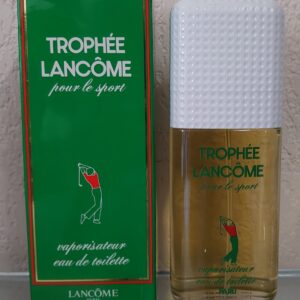 TROPHÉE
LANCÔME
pour le sport
vaporisateur
eau de toilette
LANCÔME
TROPHÉE
LANCÔME
pour le sport
vaporisateur
eau de toilette
PARIS